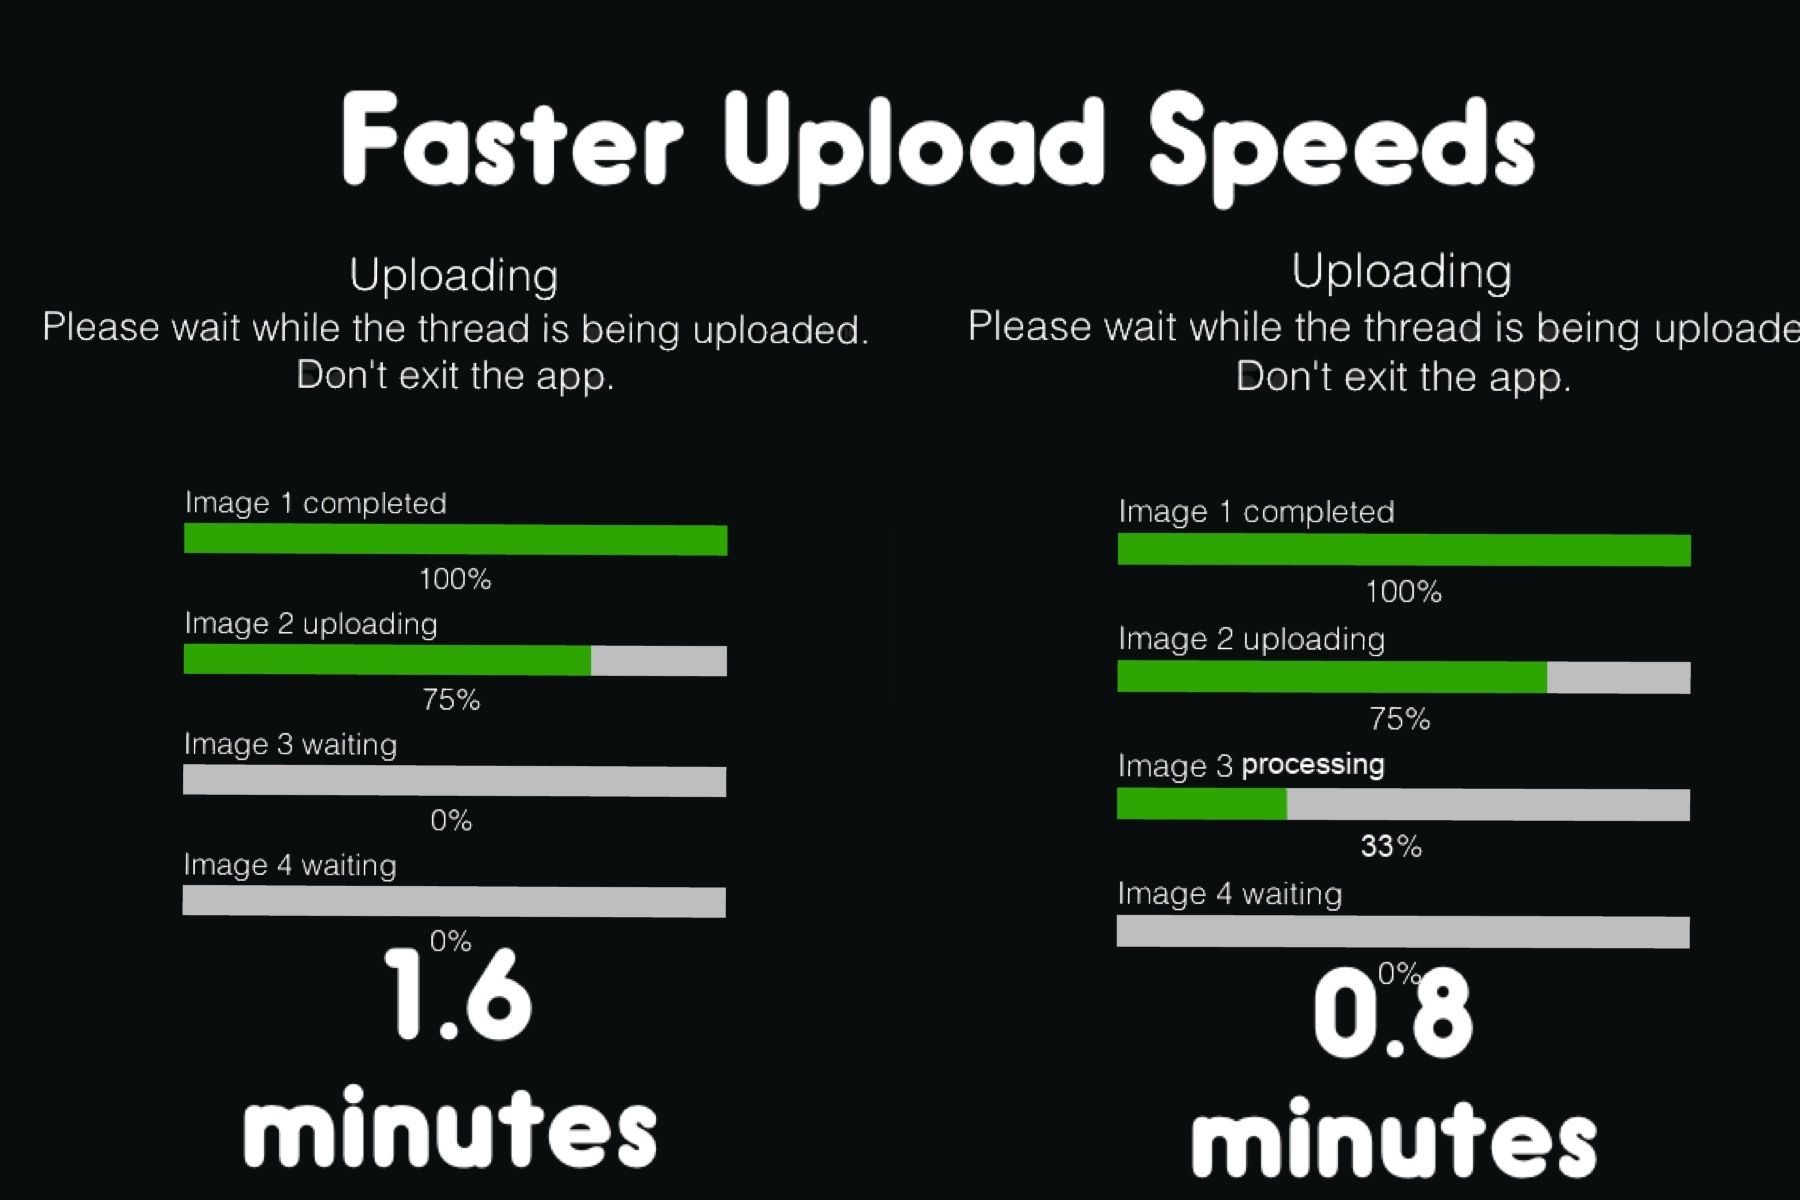 Faster Upload Speeds
Uploading
Please wait while the thread is being uploaded.
Don't exit the app.
Image 1 completed
100%
Image 2 uploading
75%
Image 3 waiting
0%
Image 4 waiting
0%
1.6
minutes
Uploading
Please wait while the thread is being uploade
Don't exit the app.
Image 1 completed
100%
Image 2 uploading
75%
Image 3 processing
33%
Image 4 waiting
0%
0.8
minutes